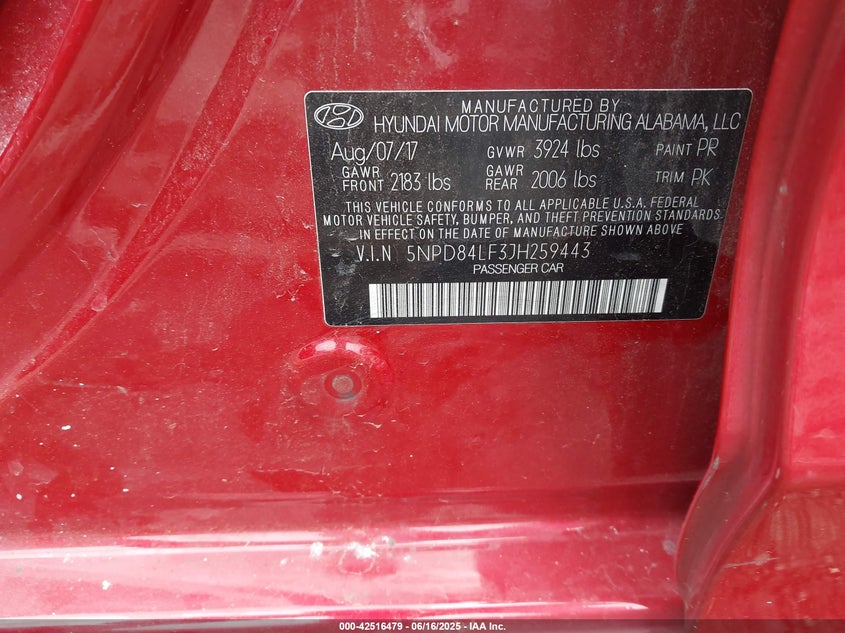 MANUFACTURED BY
HYUNDAI MOTOR MANUFACTURING ALABAMA, LLC
Aug/07/17 GVWR 3924 lbs PAINT PR
GAWR FRONT 2183 lbs GAWR REAR 2006 lbs TRIM PK
THIS VEHICLE CONFORMS TO ALL APPLICABLE U.S.A. FEDERAL
MOTOR VEHICLE SAFETY, BUMPER, AND THEFT PREVENTION STANDARDS
IN EFFECT ON THE DATE OF MANUFACTURE SHOWN ABOVE
V.I.N 5NPD84LF3JH259443
PASSENGER CAR
000-42516479 - 06/16/2025 - IAA Inc.